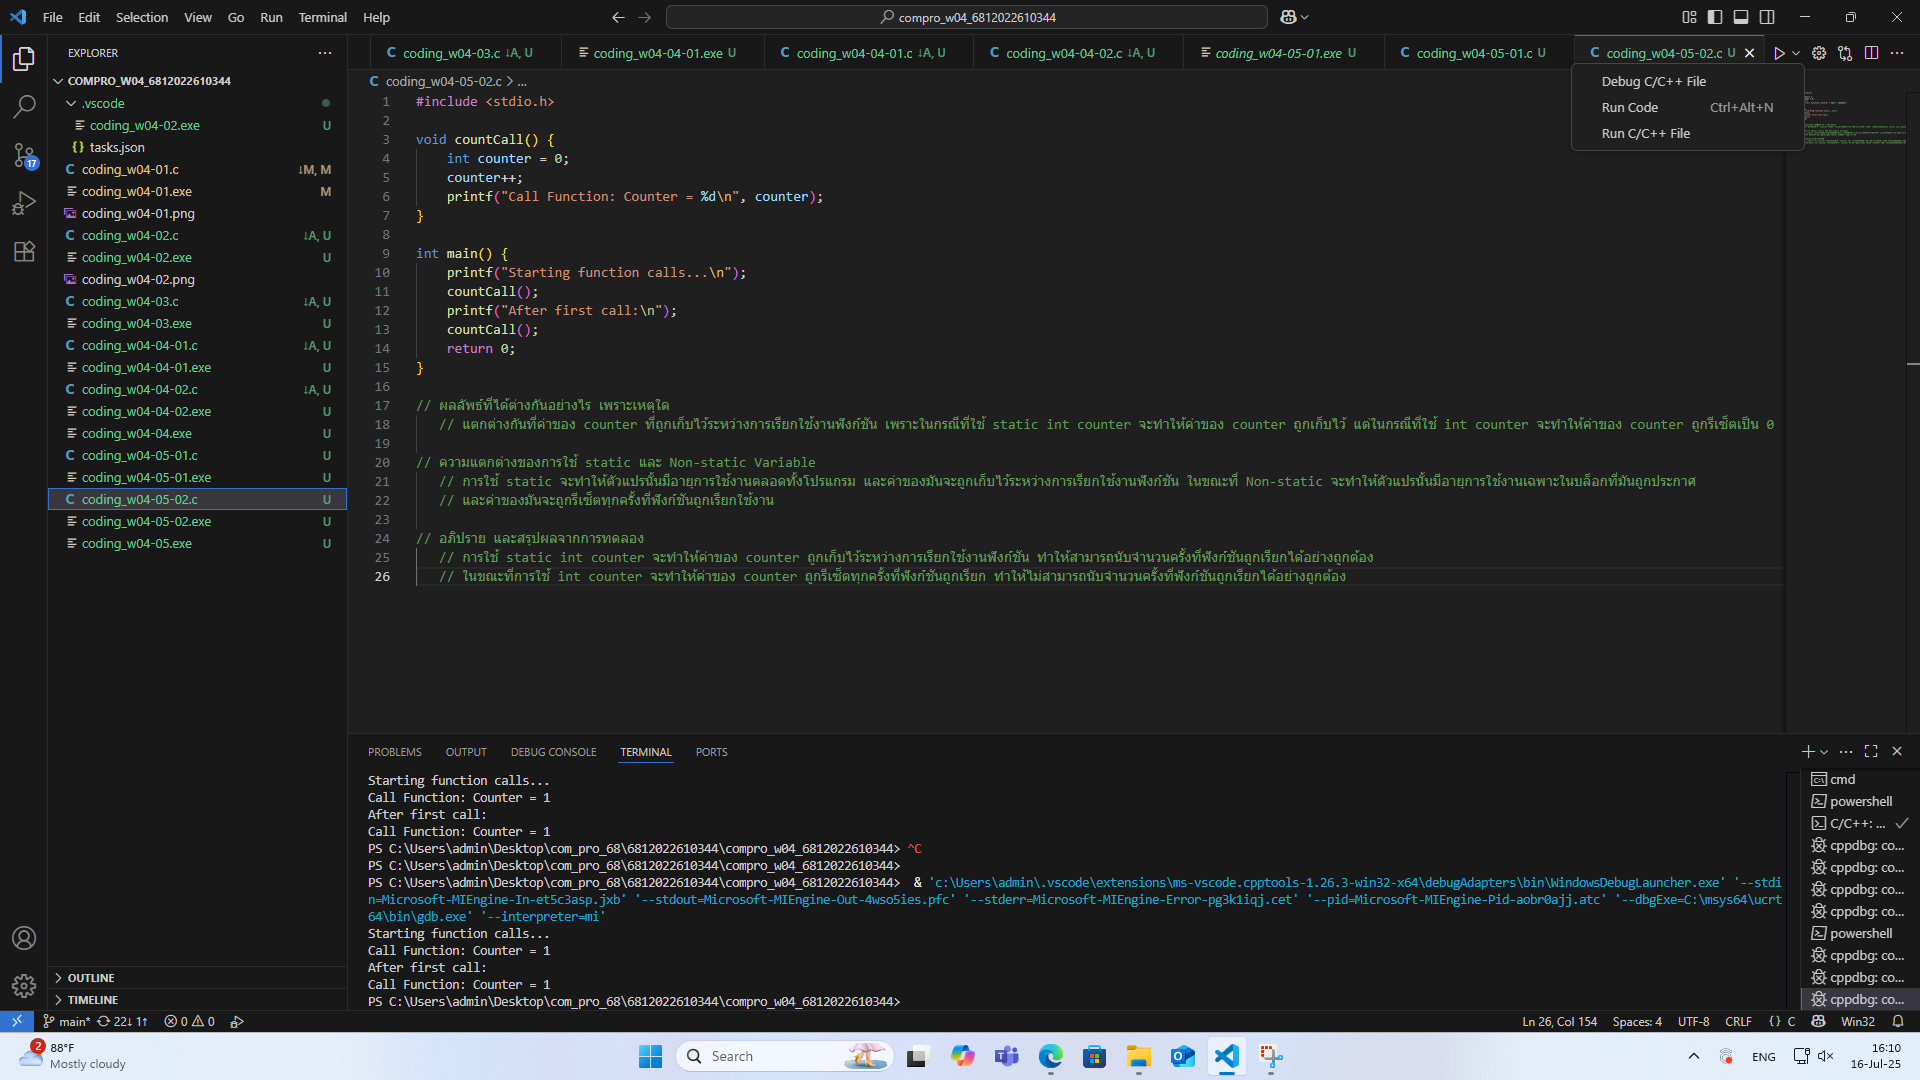 File Edit Selection View Go Run Terminal Help
compro_w04_6812022610344
EXPLORER
COMPRO_W04_6812022610344
.vscode
coding_w04-02.exe U
tasks.json
coding_w04-01.c ↓M, M
coding_w04-01.exe M
coding_w04-01.png
coding_w04-02.c ↓A, U
coding_w04-02.exe U
coding_w04-02.png
coding_w04-03.c ↓A, U
coding_w04-03.exe U
coding_w04-04-01.c ↓A, U
coding_w04-04-01.exe U
coding_w04-04-02.c ↓A, U
coding_w04-04-02.exe U
coding_w04-04.exe U
coding_w04-05-01.c U
coding_w04-05-01.exe U
coding_w04-05-02.c U
coding_w04-05-02.exe U
coding_w04-05.exe U
OUTLINE
TIMELINE
17
coding_w04-03.c ↓A, U
coding_w04-04-01.exe U
coding_w04-04-01.c ↓A, U
coding_w04-04-02.c ↓A, U
coding_w04-05-01.exe U
coding_w04-05-01.c U
coding_w04-05-02.c U
Debug C/C++ File
Run Code Ctrl+Alt+N
Run C/C++ File
coding_w04-05-02.c > ...
1 #include <stdio.h>
2
3 void countCall() {
4 int counter = 0;
5 counter++;
6 printf("Call Function: Counter = %d\n", counter);
7 }
8
9 int main() {
10 printf("Starting function calls...\n");
11 countCall();
12 printf("After first call:\n");
13 countCall();
14 return 0;
15 }
16
17 // ผลลัพธ์ที่ได้ต่างกันอย่างไร เพราะเหตุใด
18 // แตกต่างกันที่ค่าของ counter ที่ถูกเก็บไว้ระหว่างการเรียกใช้งานฟังก์ชัน เพราะในกรณีที่ใช้ static int counter จะทำให้ค่าของ counter ถูกเก็บไว้ แต่ในกรณีที่ใช้ int counter จะทำให้ค่าของ counter ถูกรีเซ็ตเป็น 0
19
20 // ความแตกต่างของการใช้ static และ Non-static Variable
21 // การใช้ static จะทำให้ตัวแปรนั้นมีอายุการใช้งานตลอดทั้งโปรแกรม และค่าของมันจะถูกเก็บไว้ระหว่างการเรียกใช้งานฟังก์ชัน ในขณะที่ Non-static จะทำให้ตัวแปรนั้นมีอายุการใช้งานเฉพาะในบล็อกที่มันถูกประกาศ
22 // และค่าของมันจะถูกรีเซ็ตทุกครั้งที่ฟังก์ชันถูกเรียกใช้งาน
23
24 // อภิปราย และสรุปผลจากการทดลอง
25 // การใช้ static int counter จะทำให้ค่าของ counter ถูกเก็บไว้ระหว่างการเรียกใช้งานฟังก์ชัน ทำให้สามารถนับจำนวนครั้งที่ฟังก์ชันถูกเรียกได้อย่างถูกต้อง
26 // ในขณะที่การใช้ int counter จะทำให้ค่าของ counter ถูกรีเซ็ตทุกครั้งที่ฟังก์ชันถูกเรียก ทำให้ไม่สามารถนับจำนวนครั้งที่ฟังก์ชันถูกเรียกได้อย่างถูกต้อง
PROBLEMS OUTPUT DEBUG CONSOLE TERMINAL PORTS
Starting function calls...
Call Function: Counter = 1
After first call:
Call Function: Counter = 1
PS C:\Users\admin\Desktop\com_pro_68\6812022610344\compro_w04_6812022610344> ^C
PS C:\Users\admin\Desktop\com_pro_68\6812022610344\compro_w04_6812022610344>
PS C:\Users\admin\Desktop\com_pro_68\6812022610344\compro_w04_6812022610344> & 'c:\Users\admin\.vscode\extensions\ms-vscode.cpptools-1.26.3-win32-x64\debugAdapters\bin\WindowsDebugLauncher.exe' '--stdi
n=Microsoft-MIEngine-In-et5c3asp.jxb' '--stdout=Microsoft-MIEngine-Out-4wso5ies.pfc' '--stderr=Microsoft-MIEngine-Error-pg3k1iqj.cet' '--pid=Microsoft-MIEngine-Pid-aobr0ajj.atc' '--dbgExe=C:\msys64\ucrt
64\bin\gdb.exe' '--interpreter=mi'
Starting function calls...
Call Function: Counter = 1
After first call:
Call Function: Counter = 1
PS C:\Users\admin\Desktop\com_pro_68\6812022610344\compro_w04_6812022610344>
cmd
powershell
C/C++: ...
cppdbg: co...
cppdbg: co...
cppdbg: co...
cppdbg: co...
powershell
cppdbg: co...
cppdbg: co...
cppdbg: co...
main* 22↓ 1↑ 0 0
Ln 26, Col 154 Spaces: 4 UTF-8 CRLF {} C Win32
2
88°F
Mostly cloudy
Search
ENG
16:10
16-Jul-25